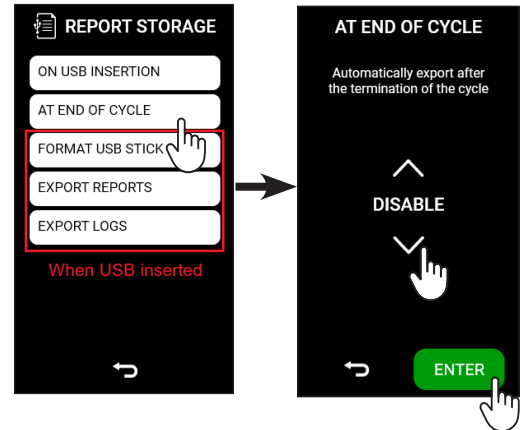 REPORT STORAGE
ON USB INSERTION
AT END OF CYCLE
FORMAT USB STICK
EXPORT REPORTS
EXPORT LOGS
When USB inserted
AT END OF CYCLE
Automatically export after
the termination of the cycle
DISABLE
ENTER